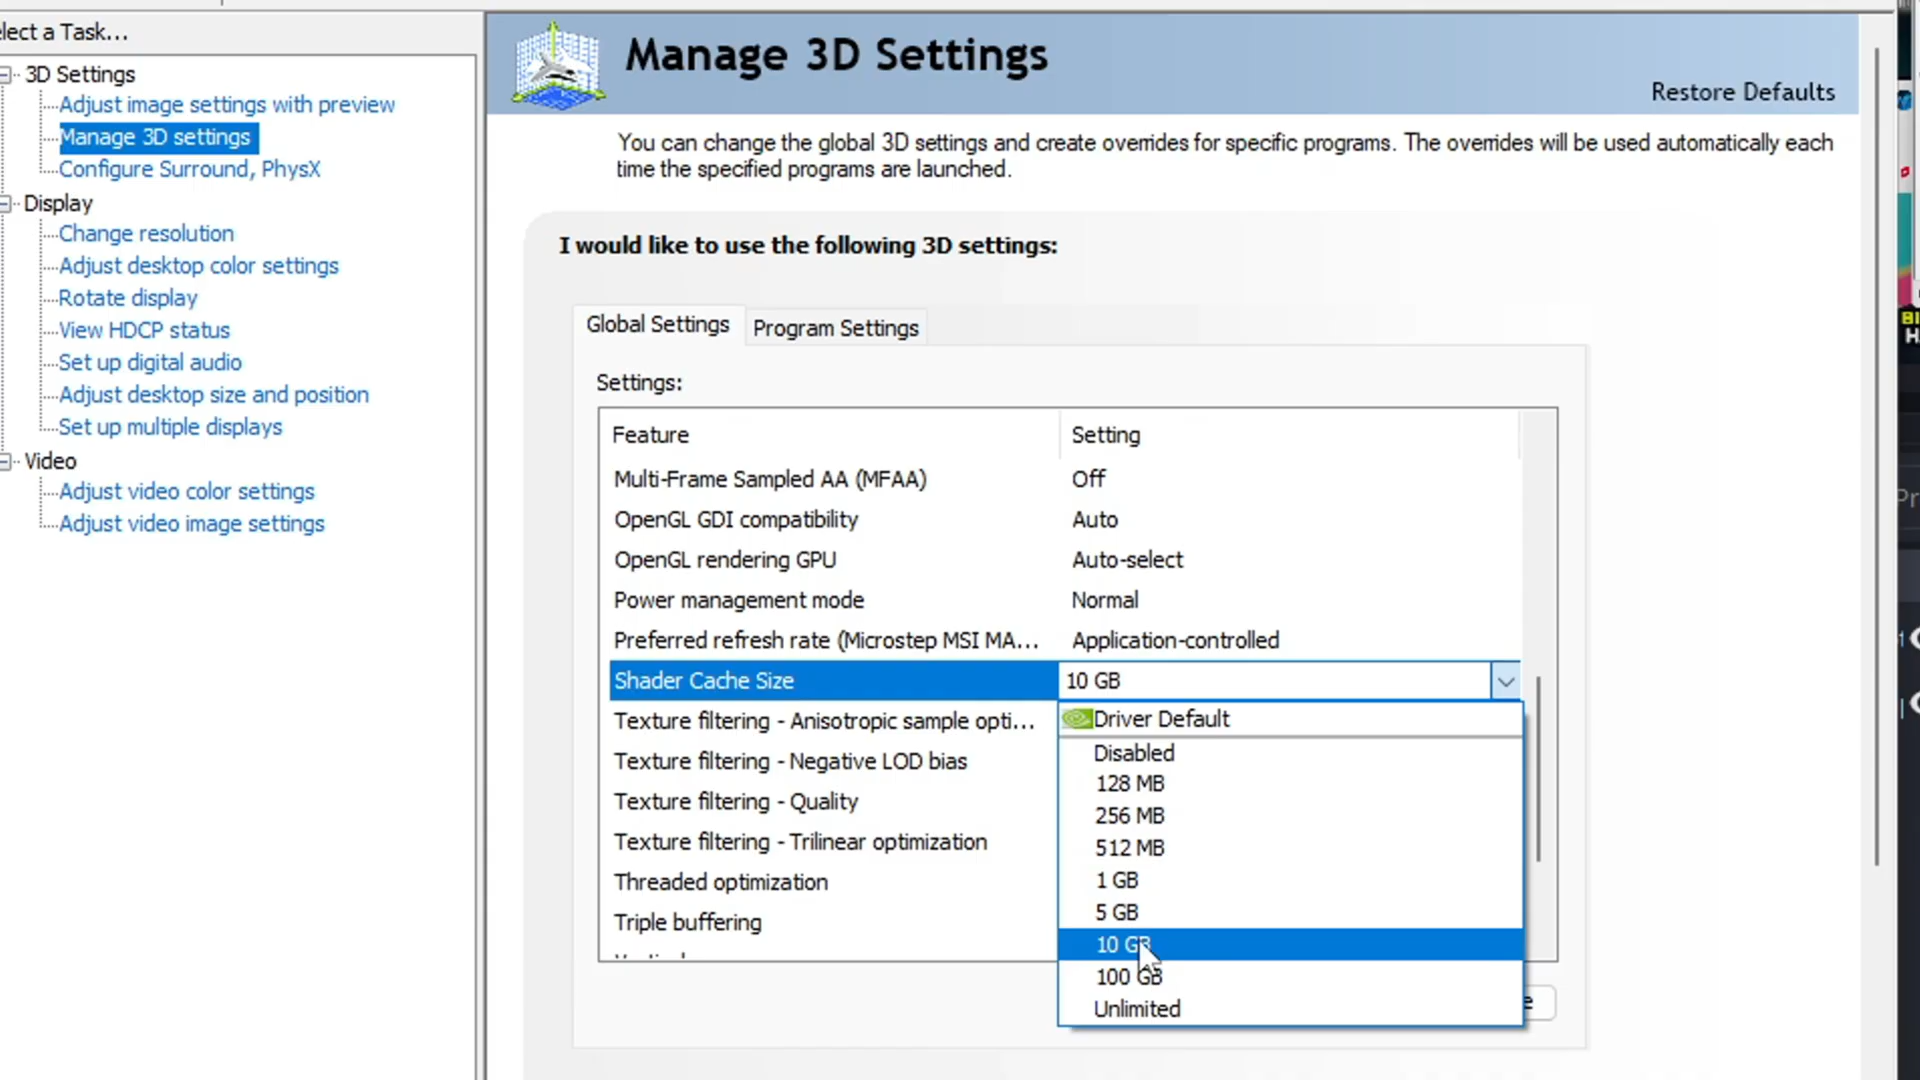 elect a Task...
3D Settings
Adjust image settings with preview
Manage 3D settings
Configure Surround, PhysX
Display
Change resolution
Adjust desktop color settings
Rotate display
View HDCP status
Set up digital audio
Adjust desktop size and position
Set up multiple displays
Video
Adjust video color settings
Adjust video image settings
Manage 3D Settings
Restore Defaults
You can change the global 3D settings and create overrides for specific programs. The overrides will be used automatically each
time the specified programs are launched.
I would like to use the following 3D settings:
Global Settings
Program Settings
Settings:
Feature Setting
Multi-Frame Sampled AA (MFAA) Off
OpenGL GDI compatibility Auto
OpenGL rendering GPU Auto-select
Power management mode Normal
Preferred refresh rate (Microstep MSI MA... Application-controlled
Shader Cache Size 10 GB
Texture filtering - Anisotropic sample opti...
Texture filtering - Negative LOD bias
Texture filtering - Quality
Texture filtering - Trilinear optimization
Threaded optimization
Triple buffering
Driver Default
Disabled
128 MB
256 MB
512 MB
1 GB
5 GB
10 GB
100 GB
Unlimited